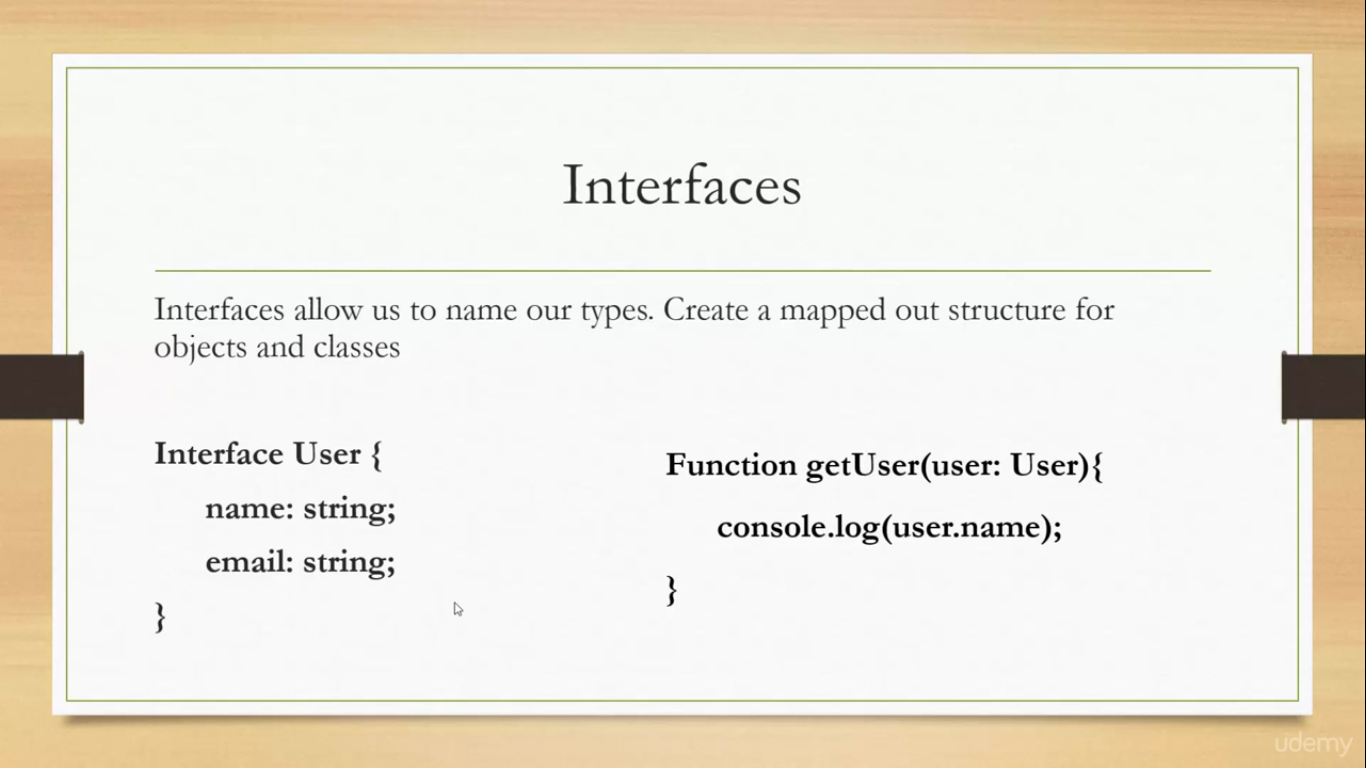 Interfaces
Interfaces allow us to name our types. Create a mapped out structure for
objects and classes
Interface User {
name: string;
email: string;
}
Function getUser(user: User){
console.log(user.name);
}
udemy